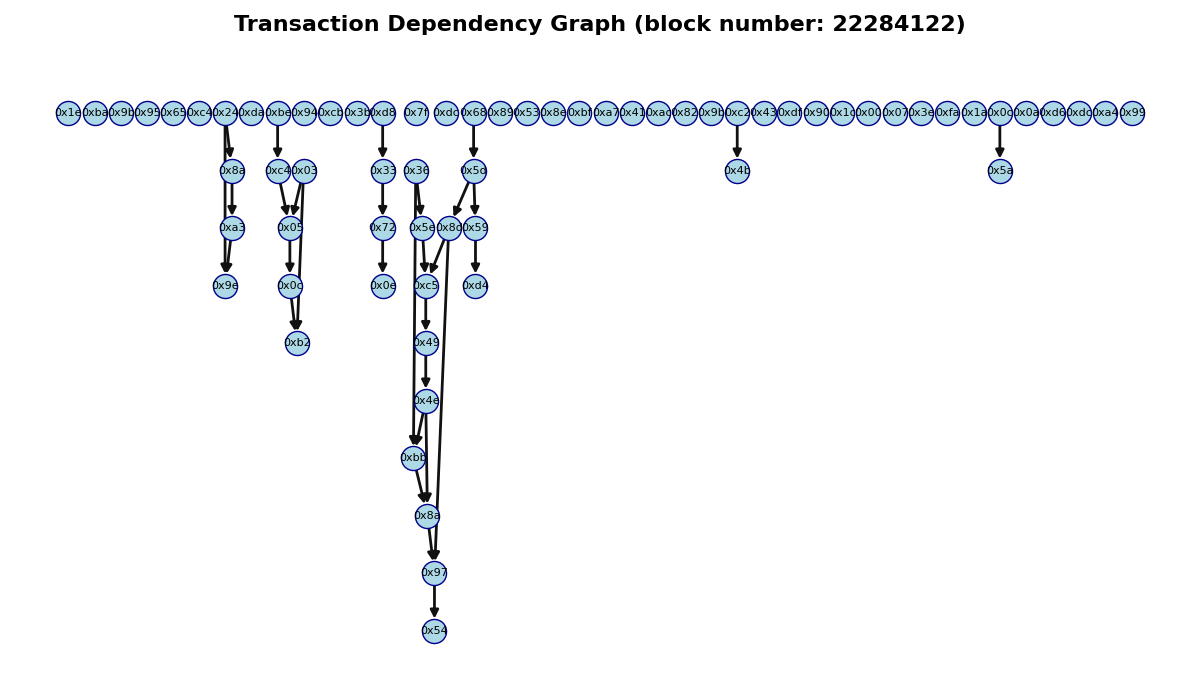 Transaction Dependency Graph (block number: 22284122)
0x1e 0xba 0x9b 0x95 0x65 0xc4 0x24 0xda 0xbe 0x94 0xcb 0x3b 0xd8 0x7f 0xdc 0x68 0x89 0x53 0x8e 0xbf 0xa7 0x41 0xac 0x82 0x9b 0xc2 0x43 0xdf 0x90 0x1c 0x00 0x07 0x3e 0xfa 0x1a 0x0c 0x0a 0xd6 0xdc 0xa4 0x99
0x8a 0xc4 0x03 0x33 0x36 0x5d 0x4b 0x5a
0xa3 0x05 0x72 0x5e 0x8d 0x59
0x9e 0x0c 0x0e 0xc5 0xd4
0xb2 0x49
0x4e
0xbb
0x8a
0x97
0x54